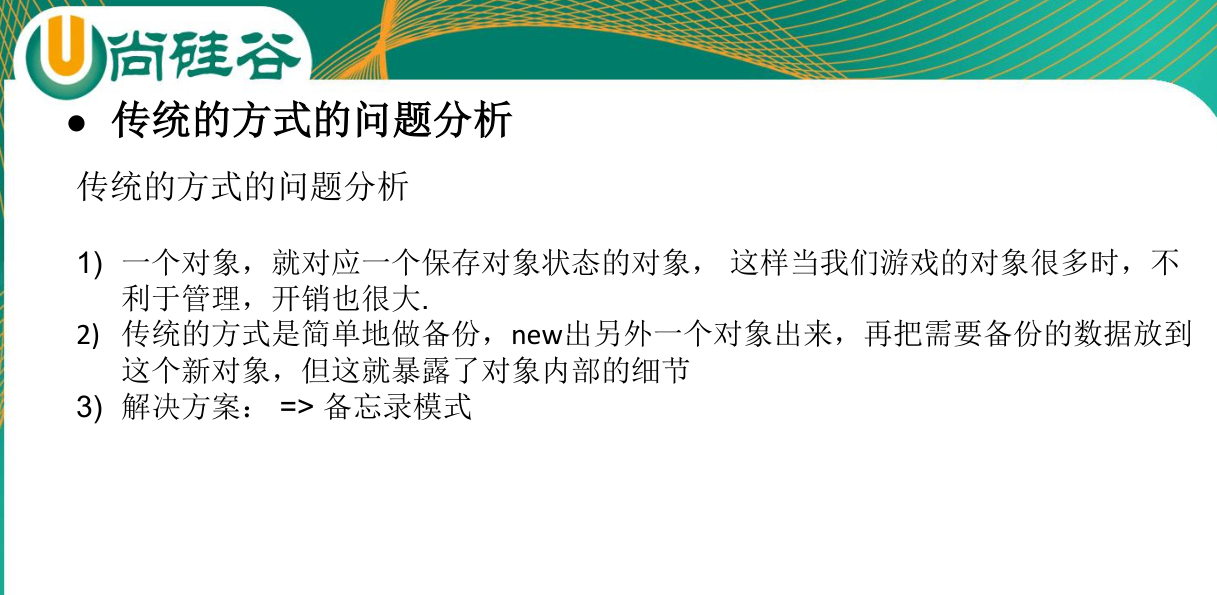 尚硅谷
● 传统的方式的问题分析
传统的方式的问题分析
1) 一个对象，就对应一个保存对象状态的对象， 这样当我们游戏的对象很多时，不
利于管理，开销也很大.
2) 传统的方式是简单地做备份，new出另外一个对象出来，再把需要备份的数据放到
这个新对象，但这就暴露了对象内部的细节
3) 解决方案： => 备忘录模式